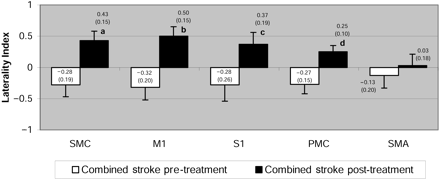 0.43
(0.15)
0.50
(0.15)
0.37
(0.19)
0.25
(0.10)
0.03
(0.18)
a
b
c
d
1
0.5
0
−0.5
−1
Laterality Index
−0.28
(0.19)
−0.32
(0.20)
−0.28
(0.26)
−0.27
(0.15)
−0.13
(0.20)
SMC
M1
S1
PMC
SMA
Combined stroke pre-treatment
Combined stroke post-treatment